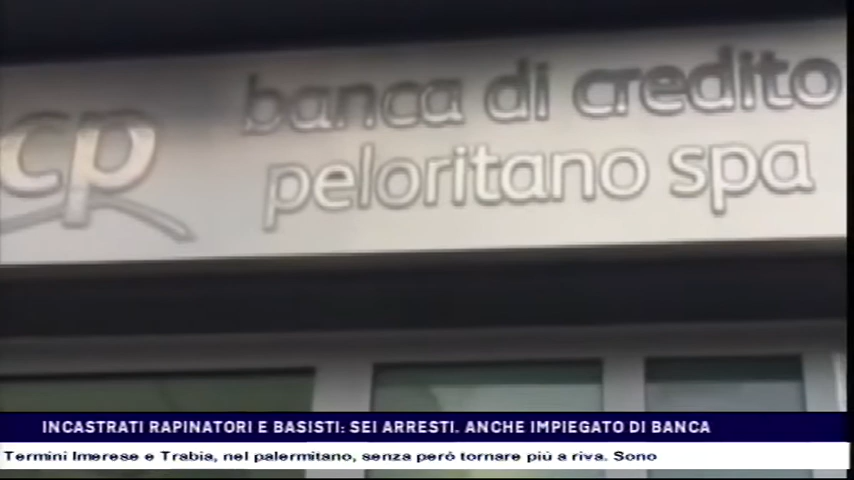 cp
banca di credito
peloritano spa
INCASTRATI RAPINATORI E BASISTI: SEI ARRESTI. ANCHE IMPIEGATO DI BANCA
Termini Imerese e Trabia, nel palermitano, senza però tornare più a riva. Sono